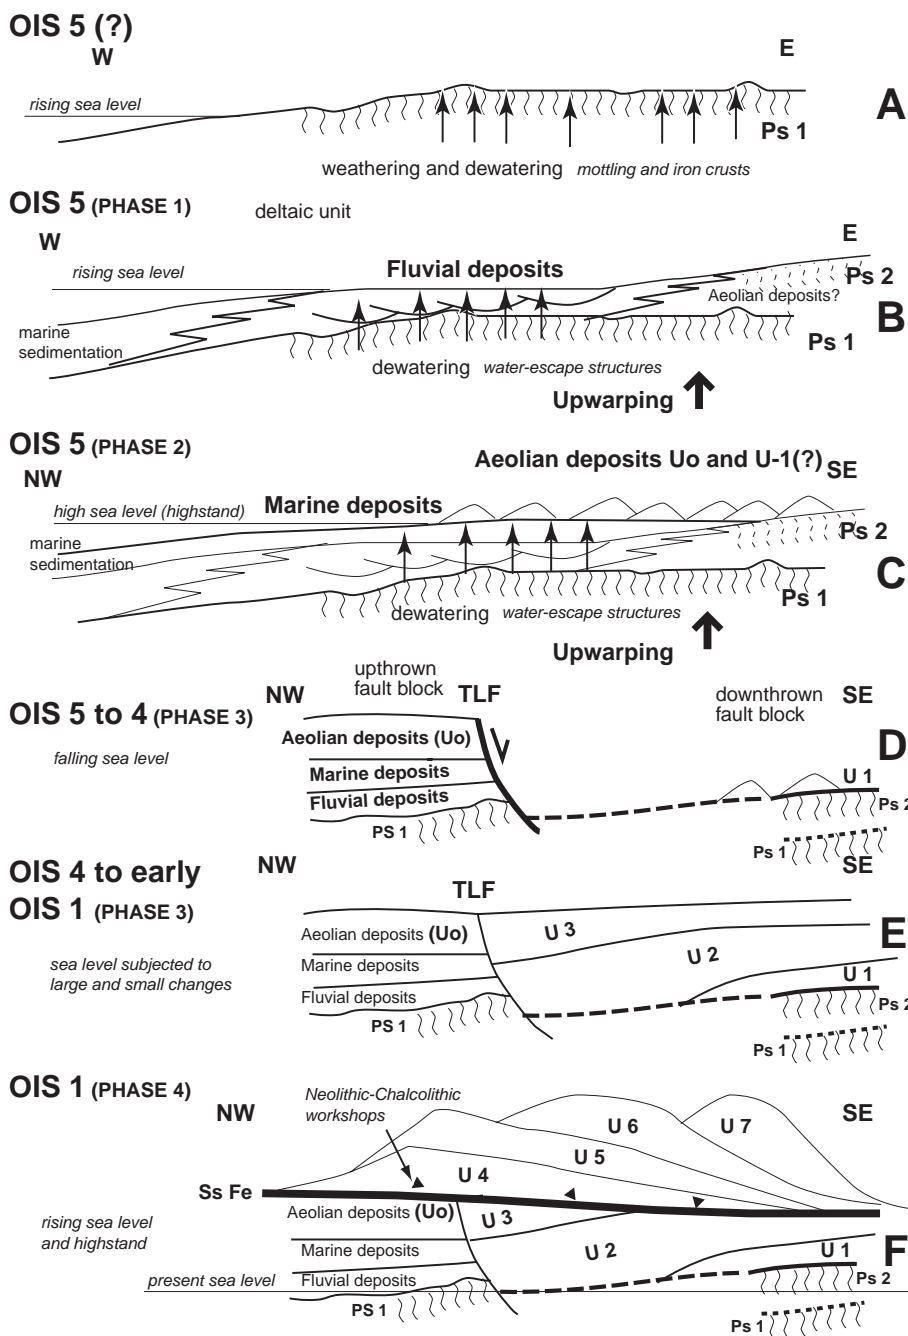 OIS 5 (?)
W
E
rising sea level
A
Ps 1
weathering and dewatering mottling and iron crusts
OIS 5 (PHASE 1)
deltaic unit
W
E
rising sea level
Fluvial deposits
Ps 2
Aeolian deposits?
B
marine
sedimentation
Ps 1
dewatering water-escape structures
Upwarping
OIS 5 (PHASE 2)
NW
Aeolian deposits Uo and U-1(?)
SE
high sea level (highstand)
Marine deposits
marine
sedimentation
Ps 2
C
Ps 1
dewatering water-escape structures
Upwarping
upthrown
fault block
NW
TLF
downthrown
fault block
SE
OIS 5 to 4 (PHASE 3)
falling sea level
Aeolian deposits (Uo)
D
Marine deposits
U 1
Fluvial deposits
Ps 2
PS 1
Ps 1
OIS 4 to early
OIS 1 (PHASE 3)
NW
SE
TLF
Aeolian deposits (Uo)
U 3
E
sea level subjected to
large and small changes
Marine deposits
U 2
U 1
Fluvial deposits
Ps 2
PS 1
Ps 1
OIS 1 (PHASE 4)
NW
Neolithic-Chalcolithic
workshops
SE
U 6
U 7
U 5
U 4
Ss Fe
Aeolian deposits (Uo)
U 3
rising sea level
and highstand
Marine deposits
U 2
U 1
F
present sea level
Fluvial deposits
Ps 2
PS 1
Ps 1